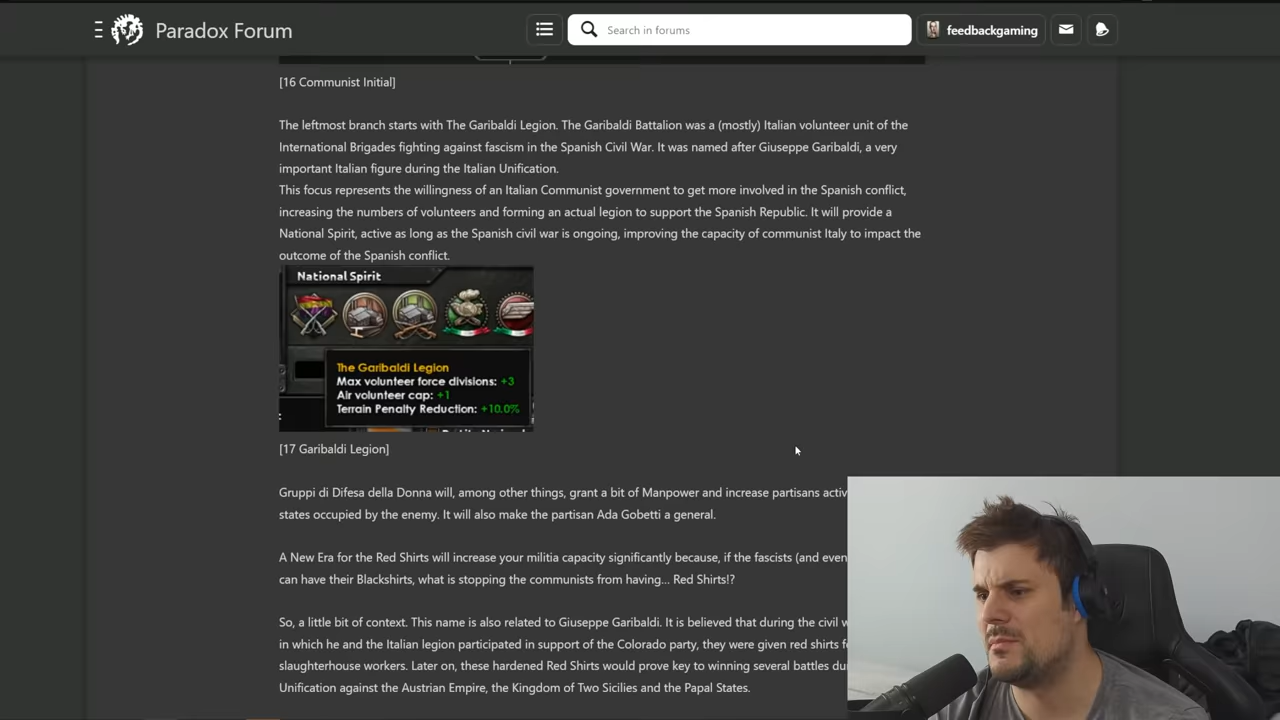 Paradox Forum
Search in forums
feedbackgaming
[16 Communist Initial]
The leftmost branch starts with The Garibaldi Legion. The Garibaldi Battalion was a (mostly) Italian volunteer unit of the
International Brigades fighting against fascism in the Spanish Civil War. It was named after Giuseppe Garibaldi, a very
important Italian figure during the Italian Unification.
This focus represents the willingness of an Italian Communist government to get more involved in the Spanish conflict,
increasing the numbers of volunteers and forming an actual legion to support the Spanish Republic. It will provide a
National Spirit, active as long as the Spanish civil war is ongoing, improving the capacity of communist Italy to impact the
outcome of the Spanish conflict.
National Spirit
The Garibaldi Legion
Max volunteer force divisions: +3
Air volunteer cap: +1
Terrain Penalty Reduction: +10.0%
[17 Garibaldi Legion]
Gruppi di Difesa della Donna will, among other things, grant a bit of Manpower and increase partisans activ
states occupied by the enemy. It will also make the partisan Ada Gobetti a general.
A New Era for the Red Shirts will increase your militia capacity significantly because, if the fascists (and even
can have their Blackshirts, what is stopping the communists from having... Red Shirts!?
So, a little bit of context. This name is also related to Giuseppe Garibaldi. It is believed that during the civil w
in which he and the Italian legion participated in support of the Colorado party, they were given red shirts f
slaughterhouse workers. Later on, these hardened Red Shirts would prove key to winning several battles du
Unification against the Austrian Empire, the Kingdom of Two Sicilies and the Papal States.